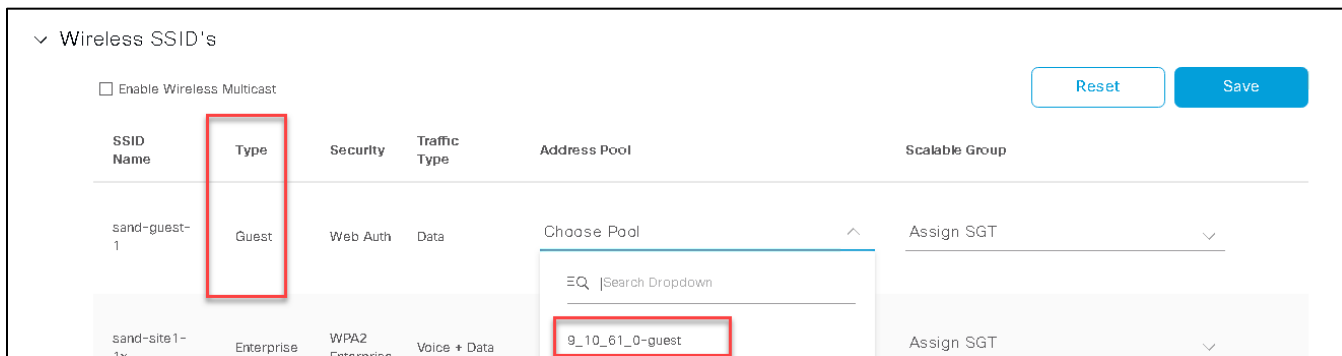 Wireless SSID's
Enable Wireless Multicast
Reset
Save
SSID Name
Type
Security
Traffic Type
Address Pool
Scalable Group
sand-guest-1
Guest
Web Auth
Data
Choose Pool
Assign SGT
Search Dropdown
9_10_61_0-guest
sand-site1-
Enterprise
WPA2
Voice + Data
Assign SGT